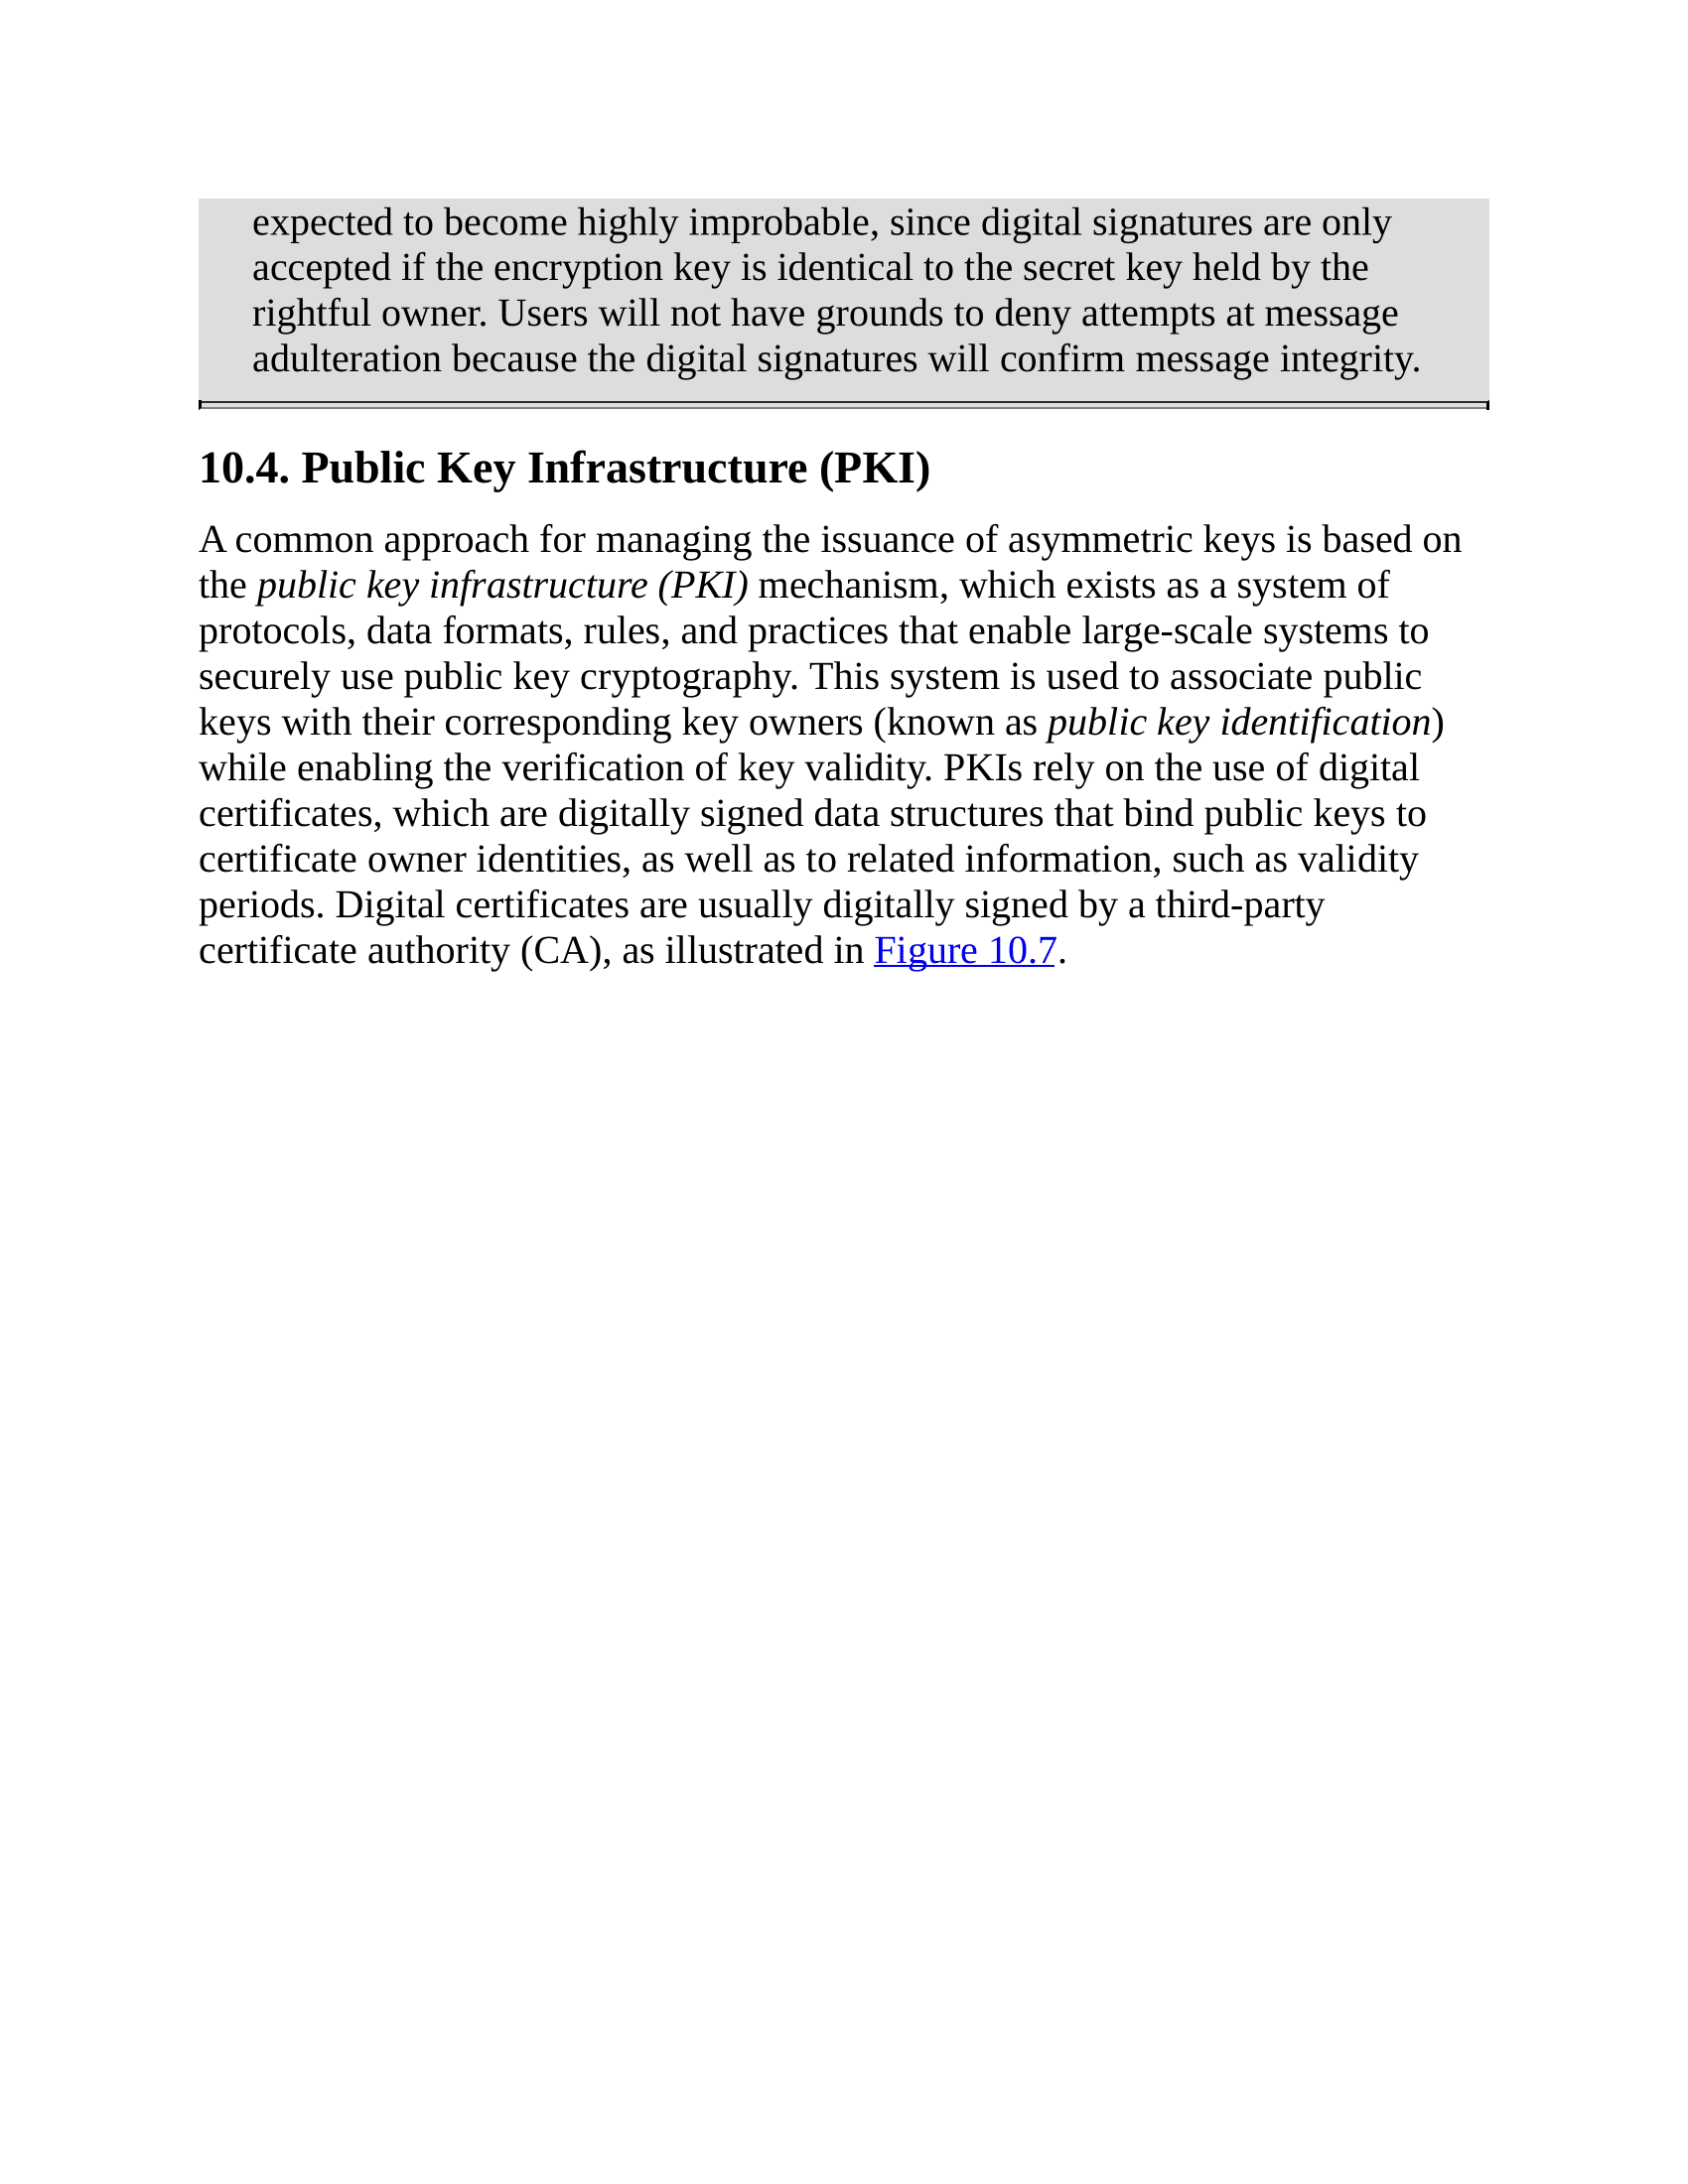 expected to become highly improbable, since digital signatures are only
accepted if the encryption key is identical to the secret key held by the
rightful owner. Users will not have grounds to deny attempts at message
adulteration because the digital signatures will confirm message integrity.
10.4. Public Key Infrastructure (PKI)
A common approach for managing the issuance of asymmetric keys is based on
the public key infrastructure (PKI) mechanism, which exists as a system of
protocols, data formats, rules, and practices that enable large-scale systems to
securely use public key cryptography. This system is used to associate public
keys with their corresponding key owners (known as public key identification)
while enabling the verification of key validity. PKIs rely on the use of digital
certificates, which are digitally signed data structures that bind public keys to
certificate owner identities, as well as to related information, such as validity
periods. Digital certificates are usually digitally signed by a third-party
certificate authority (CA), as illustrated in Figure 10.7.